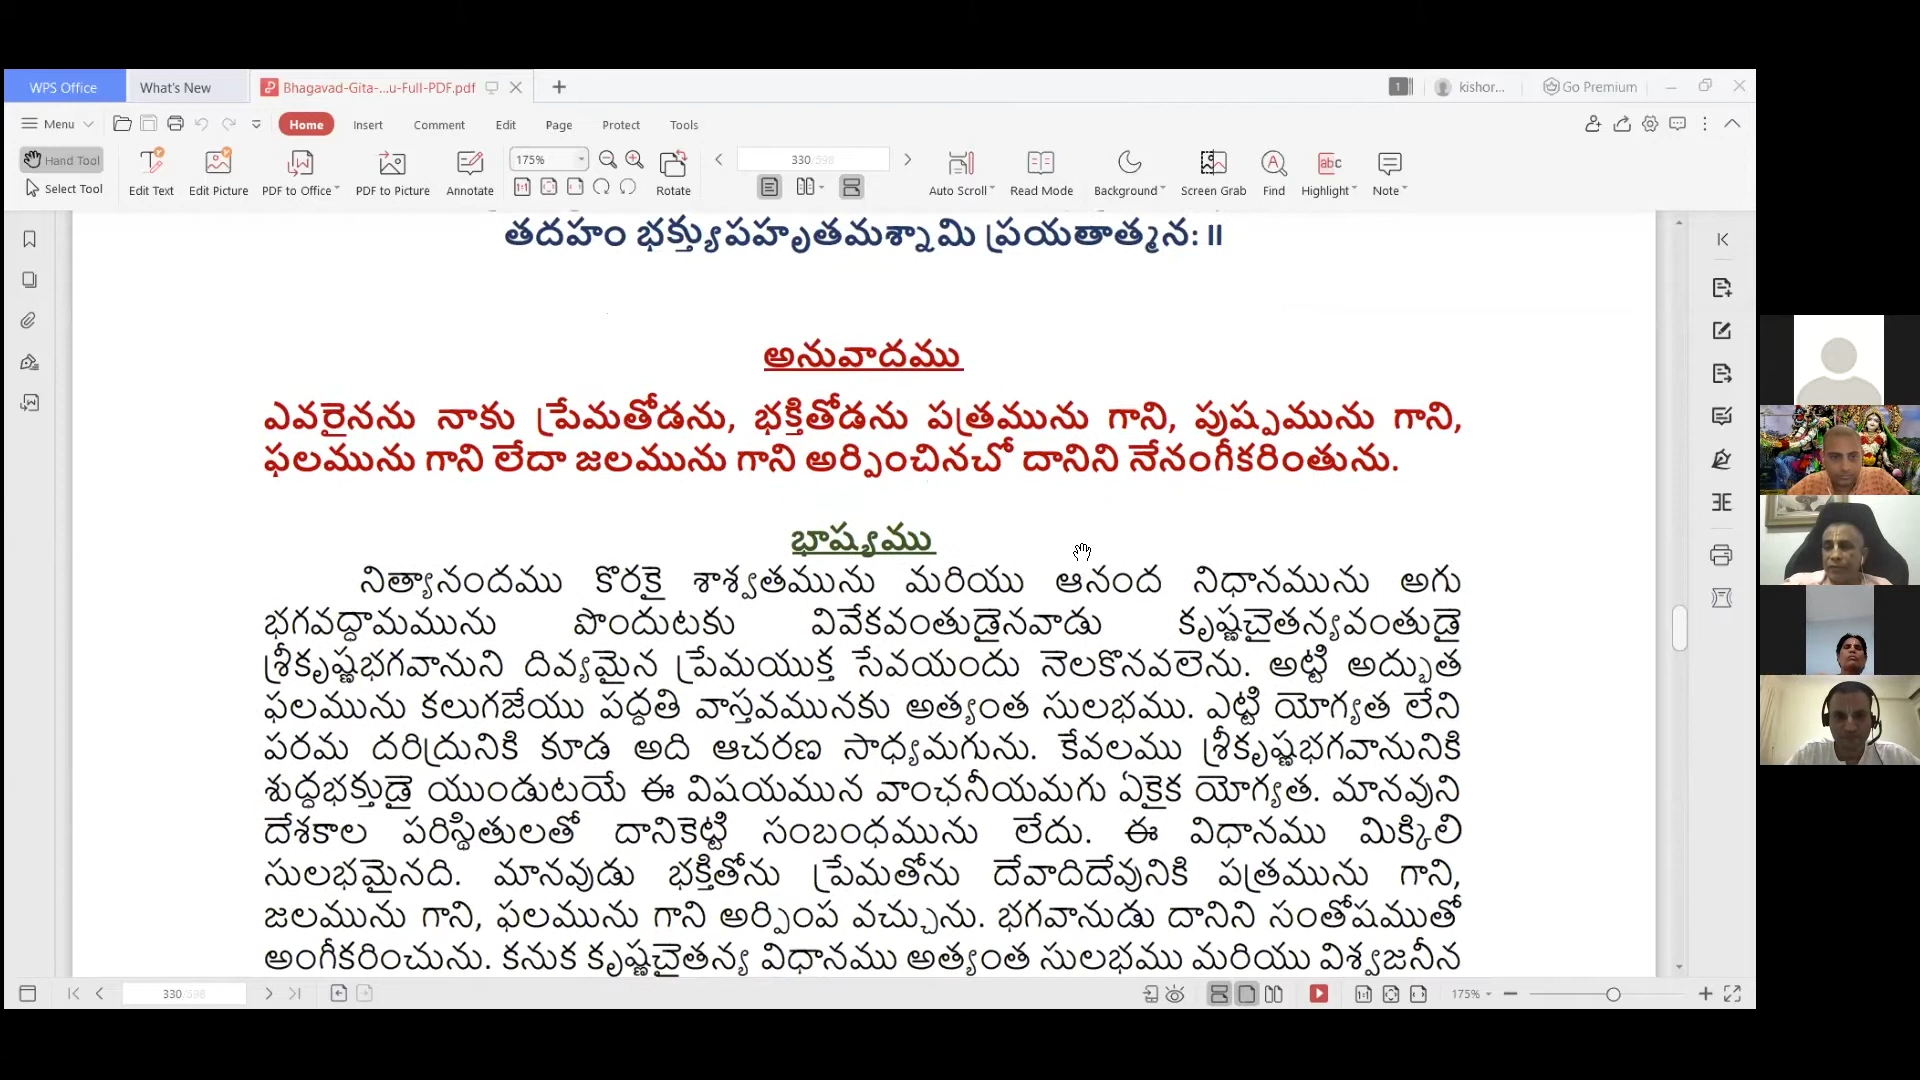 WPS Office What's New Bhagavad-Gita-...u-Full-PDF.pdf 1 kishor... Go Premium
Menu Home Insert Comment Edit Page Protect Tools
Hand Tool 175% 330/598
Select Tool Edit Text Edit Picture PDF to Office PDF to Picture Annotate Rotate Auto Scroll Read Mode Background Screen Grab Find Highlight Note
తదహం భక్త్యుపహృతమశ్నామి ప్రయతాత్మన: ||
అనువాదము
ఎవరైనను నాకు ప్రేమతోడను, భక్తితోడను పత్రమును గాని, పుష్పమును గాని,
ఫలమును గాని లేదా జలమును గాని అర్పించినచో దానిని నేనంగీకరింతును.
భాష్యము
నిత్యానందము కొరకై శాశ్వతమును మరియు ఆనంద నిధానమును అగు
భగవద్ధామమును పొందుటకు వివేకవంతుడైనవాడు కృష్ణచైతన్యవంతుడై
శ్రీకృష్ణభగవానుని దివ్యమైన ప్రేమయుక్త సేవయందు నెలకొనవలెను. అట్టి అద్భుత
ఫలమును కలుగజేయు పద్ధతి వాస్తవమునకు అత్యంత సులభము. ఎట్టి యోగ్యత లేని
పరమ దరిద్రునికి కూడ అది ఆచరణ సాధ్యమగును. కేవలము శ్రీకృష్ణభగవానునికి
శుద్ధభక్తుడై యుండుటయే ఈ విషయమున వాంఛనీయమగు ఏకైక యోగ్యత. మానవుని
దేశకాల పరిస్థితులతో దానికెట్టి సంబంధమును లేదు. ఈ విధానము మిక్కిలి
సులభమైనది. మానవుడు భక్తితోను ప్రేమతోను దేవాదిదేవునికి పత్రమును గాని,
జలమును గాని, ఫలమును గాని అర్పింప వచ్చును. భగవానుడు దానిని సంతోషముతో
అంగీకరించును. కనుక కృష్ణచైతన్య విధానము అత్యంత సులభము మరియు విశ్వజనీన
330/598 175%